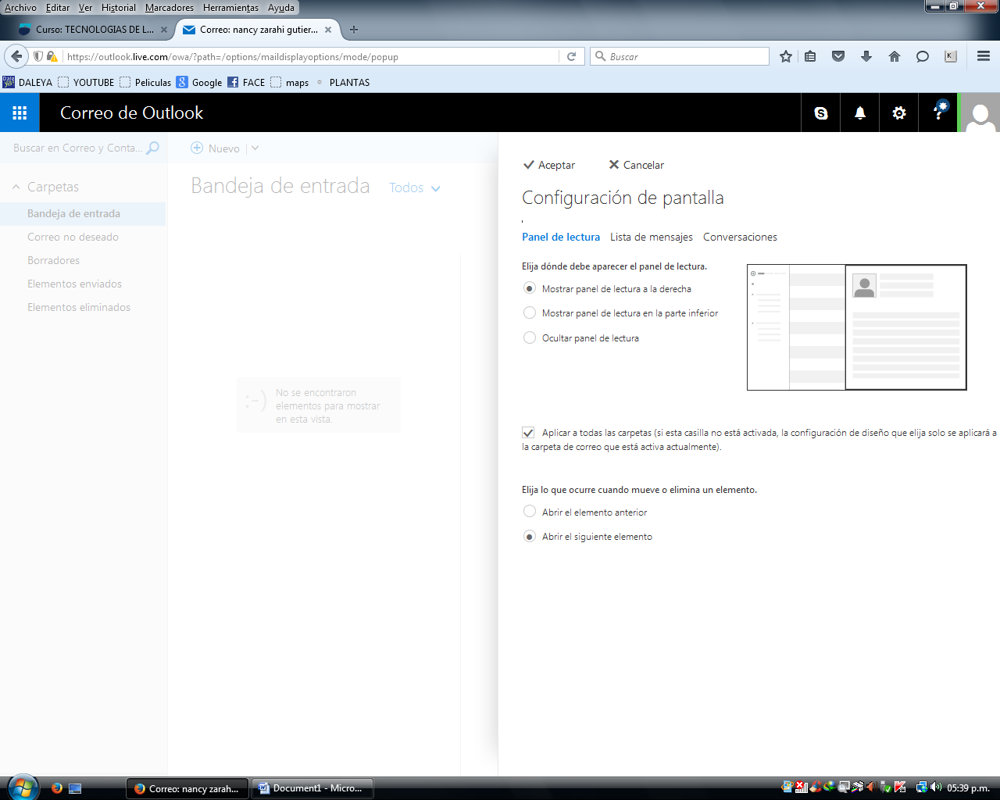 Archivo Editar Ver Historial Marcadores Herramientas Ayuda
Curso: TECNOLOGIAS DE L...
Correo: nancy zarahi gutier...
https://outlook.live.com/owa/?path=/options/maildisplayoptions/mode/popup
Buscar
DALEYA YOUTUBE Peliculas Google FACE maps PLANTAS
Correo de Outlook
Buscar en Correo y Conta...
Nuevo
Carpetas
Bandeja de entrada
Correo no deseado
Borradores
Elementos enviados
Elementos eliminados
Bandeja de entrada Todos
:-)
No se encontraron
elementos para mostrar
en esta vista.
Aceptar Cancelar
Configuración de pantalla
Panel de lectura Lista de mensajes Conversaciones
Elija dónde debe aparecer el panel de lectura.
Mostrar panel de lectura a la derecha
Mostrar panel de lectura en la parte inferior
Ocultar panel de lectura
Aplicar a todas las carpetas (si esta casilla no está activada, la configuración de diseño que elija solo se aplicará a
la carpeta de correo que está activa actualmente).
Elija lo que ocurre cuando mueve o elimina un elemento.
Abrir el elemento anterior
Abrir el siguiente elemento
Correo: nancy zarah...
Document1 - Micro...
05:39 p.m.